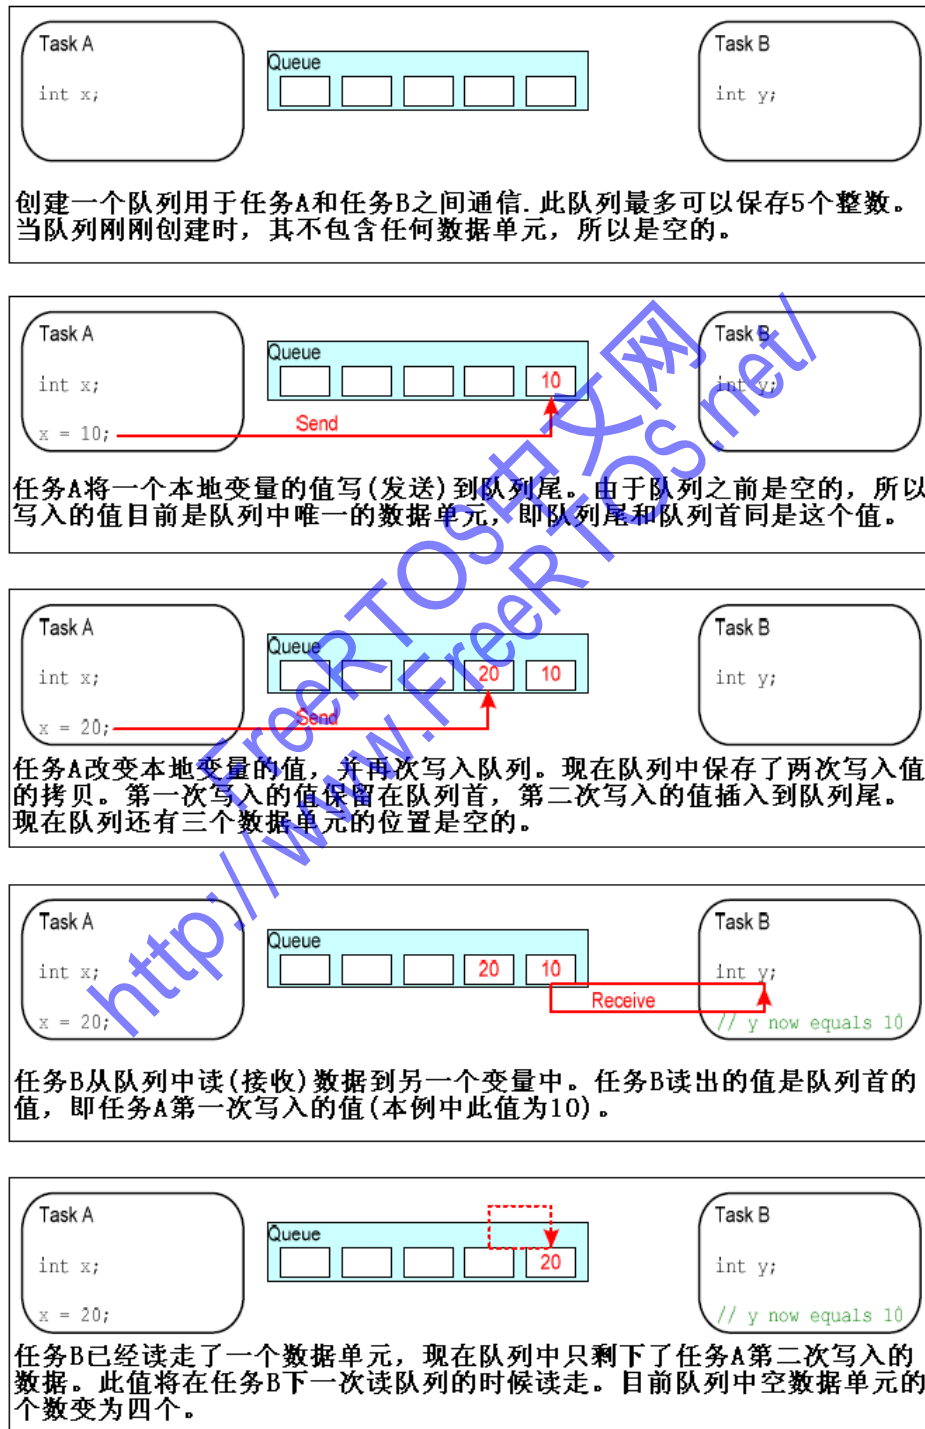 Task A
int x;
Queue
Task B
int y;
创建一个队列用于任务A和任务B之间通信. 此队列最多可以保存5个整数。
当队列刚刚创建时, 其不包含任何数据单元, 所以是空的。
Task A
int x;
x = 10;
Queue
10
Send
Task B
int y;
任务A将一个本地变量的值写(发送)到队列尾。由于队列之前是空的, 所以
写入的值目前是队列中唯一的数据单元, 即队列尾和队列首同是这个值。
Task A
int x;
x = 20;
Queue
20 10
Send
Task B
int y;
任务A改变本地变量的值, 并再次写入队列。现在队列中保存了两次写入值
的拷贝。第一次写入的值保留在队列首, 第二次写入的值插入到队列尾。
现在队列还有三个数据单元的位置是空的。
Task A
int x;
x = 20;
Queue
20 10
Receive
Task B
int y;
// y now equals 10
任务B从队列中读(接收)数据到另一个变量中。任务B读出的值是队列首的
值, 即任务A第一次写入的值(本例中此值为10)。
Task A
int x;
x = 20;
Queue
20
Task B
int y;
// y now equals 10
任务B已经读走了一个数据单元, 现在队列中只剩下了任务A第二次写入的
数据。此值将在任务B下一次读队列的时候读走。目前队列中空数据单元的
个数变为四个。
FreeRTOS中文网
http://www.FreeRTOS.net/